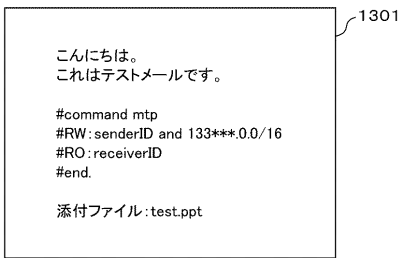 1301
こんにちは。
これはテストメールです。
#command mtp
#RW：senderID and 133***.0.0/16
#RO：receiverID
#end.
添付ファイル：test.ppt